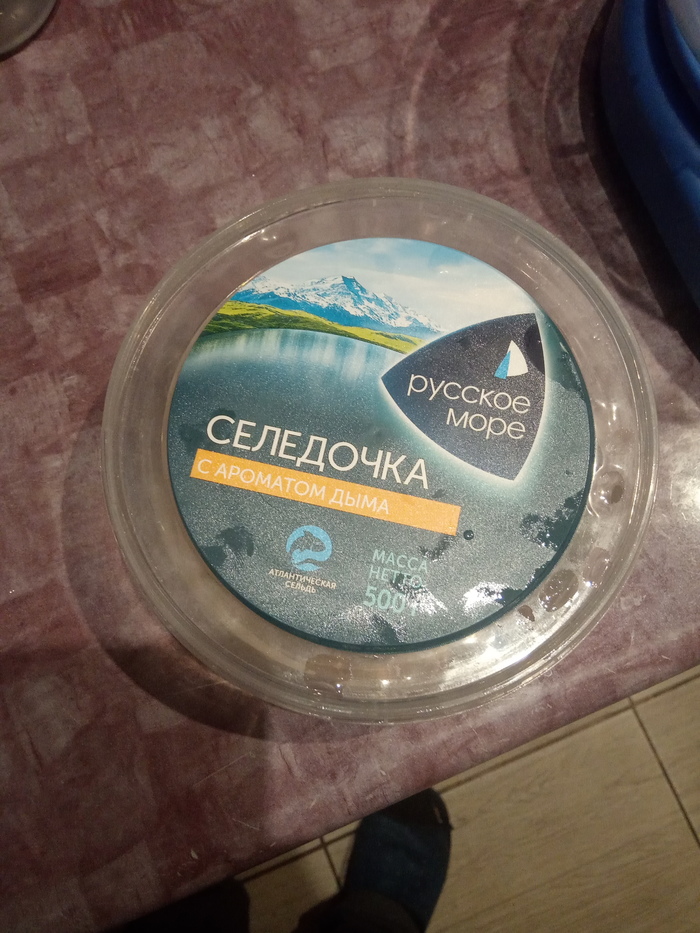 русское
море
СЕЛЕДОЧКА
С АРОМАТОМ ДЫМА
АТЛАНТИЧЕСКАЯ
СЕЛЬДЬ
МАССА
НЕТТО:
500 г